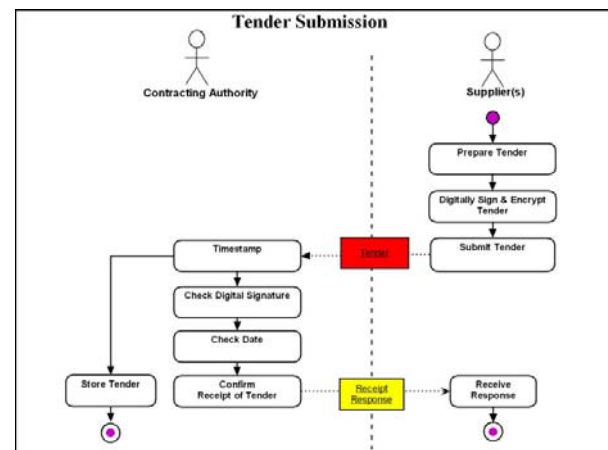 Tender Submission
Contracting Authority
Supplier(s)
Prepare Tender
Digitally Sign & Encrypt
Tender
Submit Tender
Tender
Timestamp
Check Digital Signature
Check Date
Store Tender
Confirm
Receipt of Tender
Receipt
Response
Receive
Response